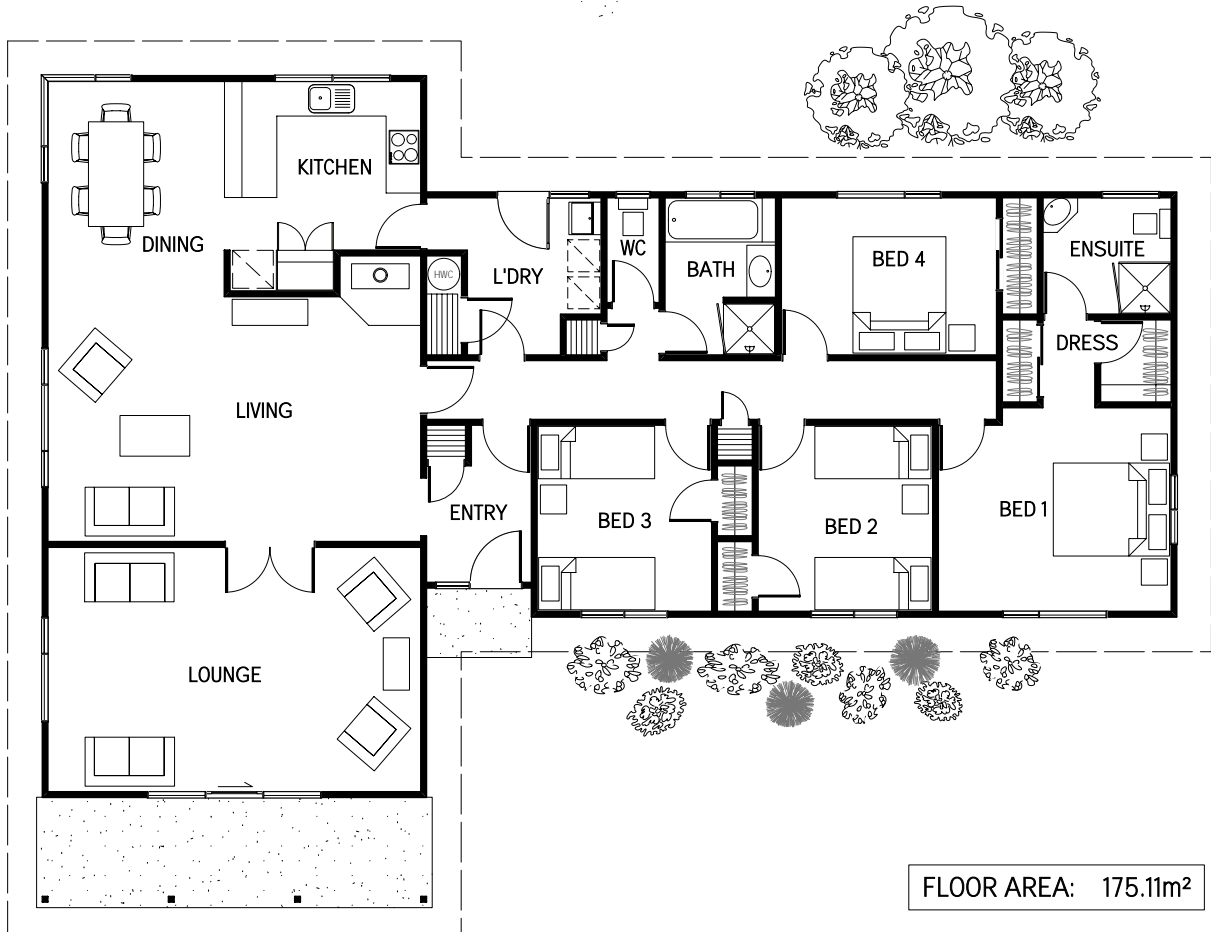 KITCHEN
DINING
HWC
L'DRY
WC
BATH
BED 4
ENSUITE
DRESS
LIVING
ENTRY
BED 3
BED 2
BED 1
LOUNGE
FLOOR AREA: 175.11m²